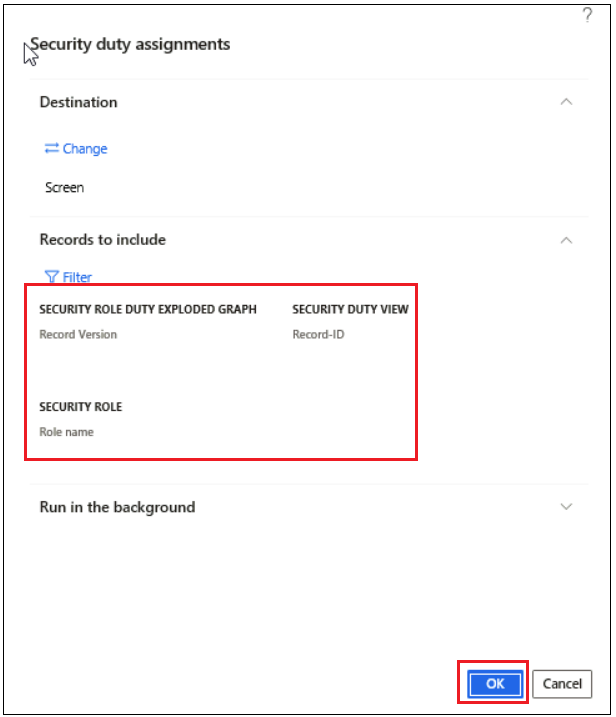 ?
Security duty assignments
Destination
Change
Screen
Records to include
Filter
SECURITY ROLE DUTY EXPLODED GRAPH SECURITY DUTY VIEW
Record Version Record-ID
SECURITY ROLE
Role name
Run in the background
OK Cancel